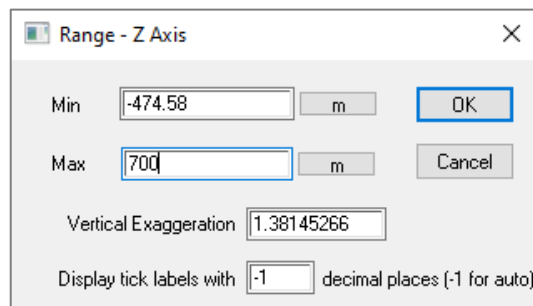 Range - Z Axis
Min -474.58 m OK
Max 700 m Cancel
Vertical Exaggeration 1.38145266
Display tick labels with -1 decimal places (-1 for auto)